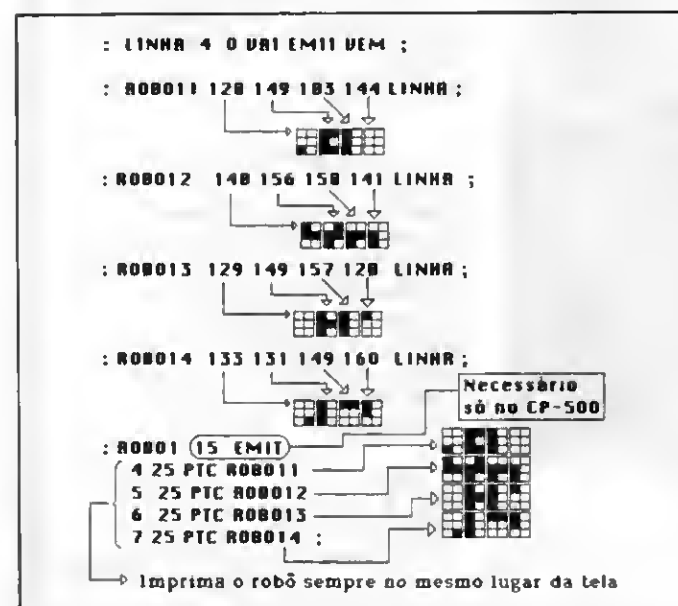 : LINHA 4 0 VAI EMIT VEM ;
: ROBO11 128 149 183 144 LINHA ;
: ROBO12 148 156 158 141 LINHA ;
: ROBO13 129 149 157 128 LINHA ;
: ROBO14 133 131 149 160 LINHA ;
Necessário
só no CP-500
: ROBO1 15 EMIT
4 25 PTC ROBO11
5 25 PTC ROBO12
6 25 PTC ROBO13
7 25 PTC ROBO14 ;
Imprima o robô sempre no mesmo lugar da tela